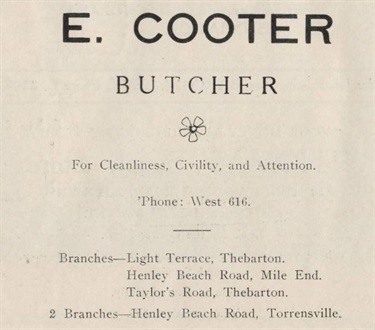 E. COOTER
BUTCHER
For Cleanliness, Civility, and Attention.
'Phone: West 616.
Branches—Light Terrace, Thebarton.
Henley Beach Road, Mile End.
Taylor's Road, Thebarton.
2 Branches—Henley Beach Road, Torrensville.